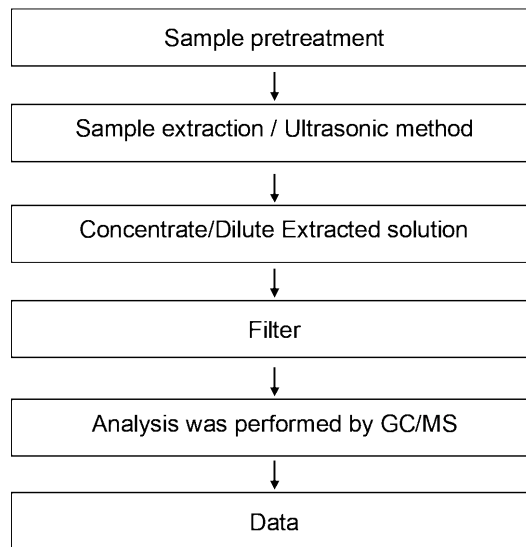 Sample pretreatment
Sample extraction / Ultrasonic method
Concentrate/Dilute Extracted solution
Filter
Analysis was performed by GC/MS
Data